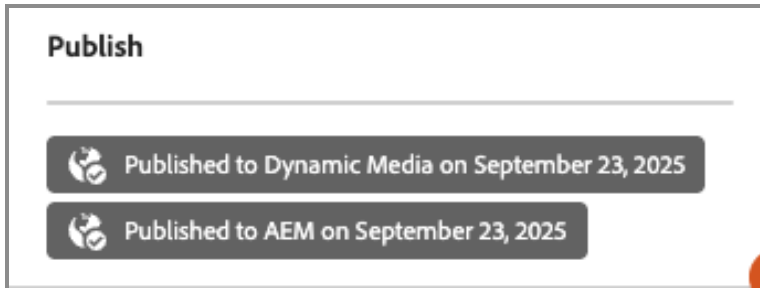 Publish
Published to Dynamic Media on September 23, 2025
Published to AEM on September 23, 2025